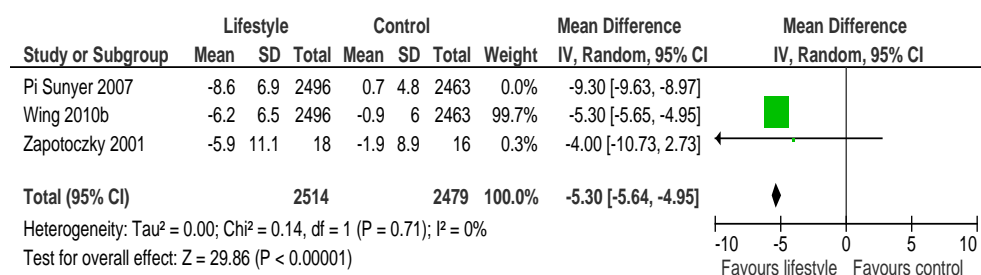 Lifestyle Control Mean Difference Mean Difference
Study or Subgroup Mean SD Total Mean SD Total Weight IV, Random, 95% CI IV, Random, 95% CI
Pi Sunyer 2007 -8.6 6.9 2496 0.7 4.8 2463 0.0% -9.30 [-9.63, -8.97]
Wing 2010b -6.2 6.5 2496 -0.9 6 2463 99.7% -5.30 [-5.65, -4.95]
Zapotoczky 2001 -5.9 11.1 18 -1.9 8.9 16 0.3% -4.00 [-10.73, 2.73]
Total (95% CI) 2514 2479 100.0% -5.30 [-5.64, -4.95]
Heterogeneity: Tau² = 0.00; Chi² = 0.14, df = 1 (P = 0.71); I² = 0%
Test for overall effect: Z = 29.86 (P < 0.00001)
-10 -5 0 5 10
Favours lifestyle Favours control